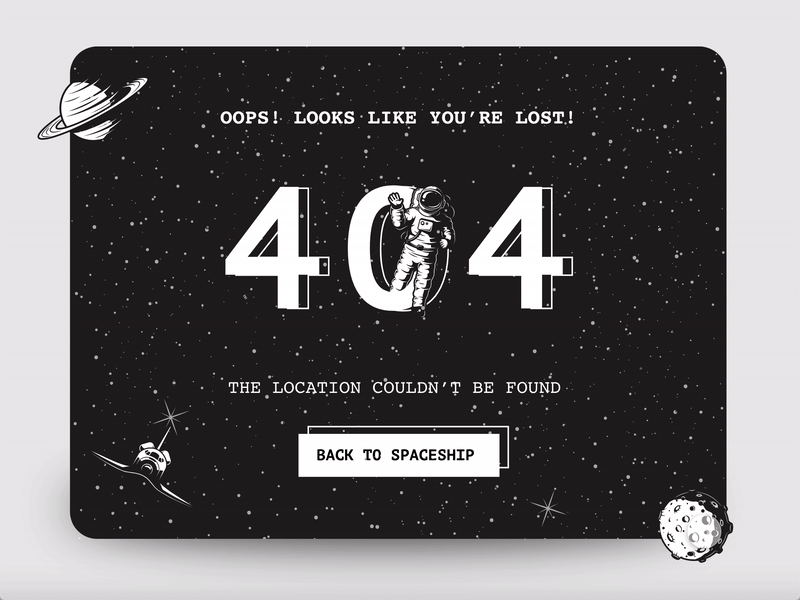 OOPS! LOOKS LIKE YOU'RE LOST!
404
THE LOCATION COULDN'T BE FOUND
BACK TO SPACESHIP